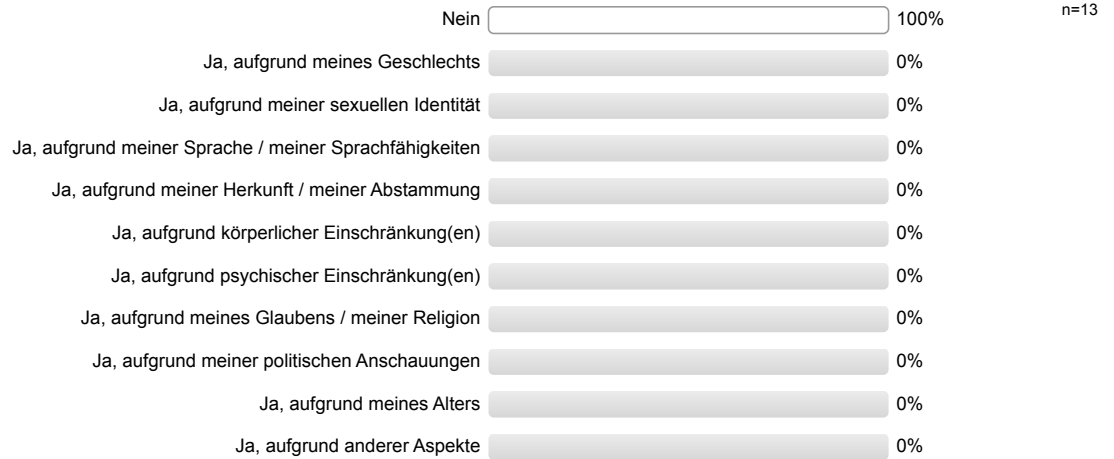 Nein 100% n=13
Ja, aufgrund meines Geschlechts 0%
Ja, aufgrund meiner sexuellen Identität 0%
Ja, aufgrund meiner Sprache / meiner Sprachfähigkeiten 0%
Ja, aufgrund meiner Herkunft / meiner Abstammung 0%
Ja, aufgrund körperlicher Einschränkung(en) 0%
Ja, aufgrund psychischer Einschränkung(en) 0%
Ja, aufgrund meines Glaubens / meiner Religion 0%
Ja, aufgrund meiner politischen Anschauungen 0%
Ja, aufgrund meines Alters 0%
Ja, aufgrund anderer Aspekte 0%